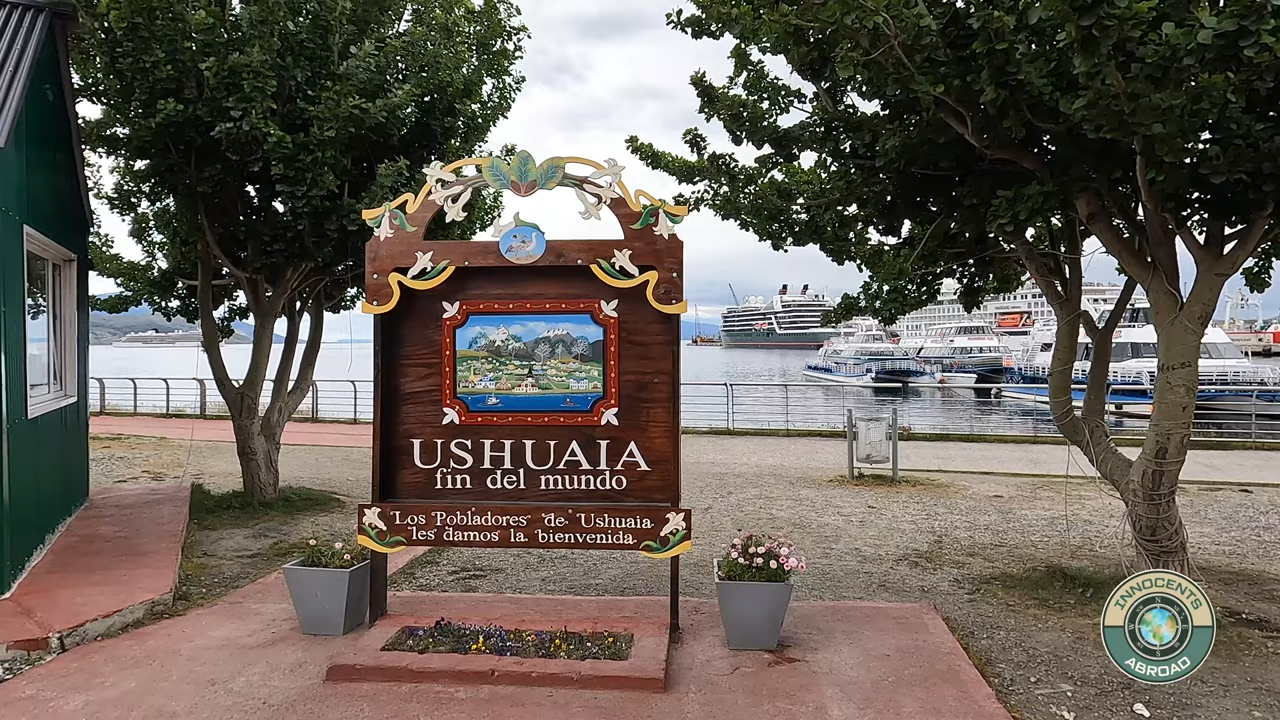 USHUAIA
fin del mundo
Los Pobladores de Ushuaia
les damos la bienvenida.
INNOCENTS
ABROAD